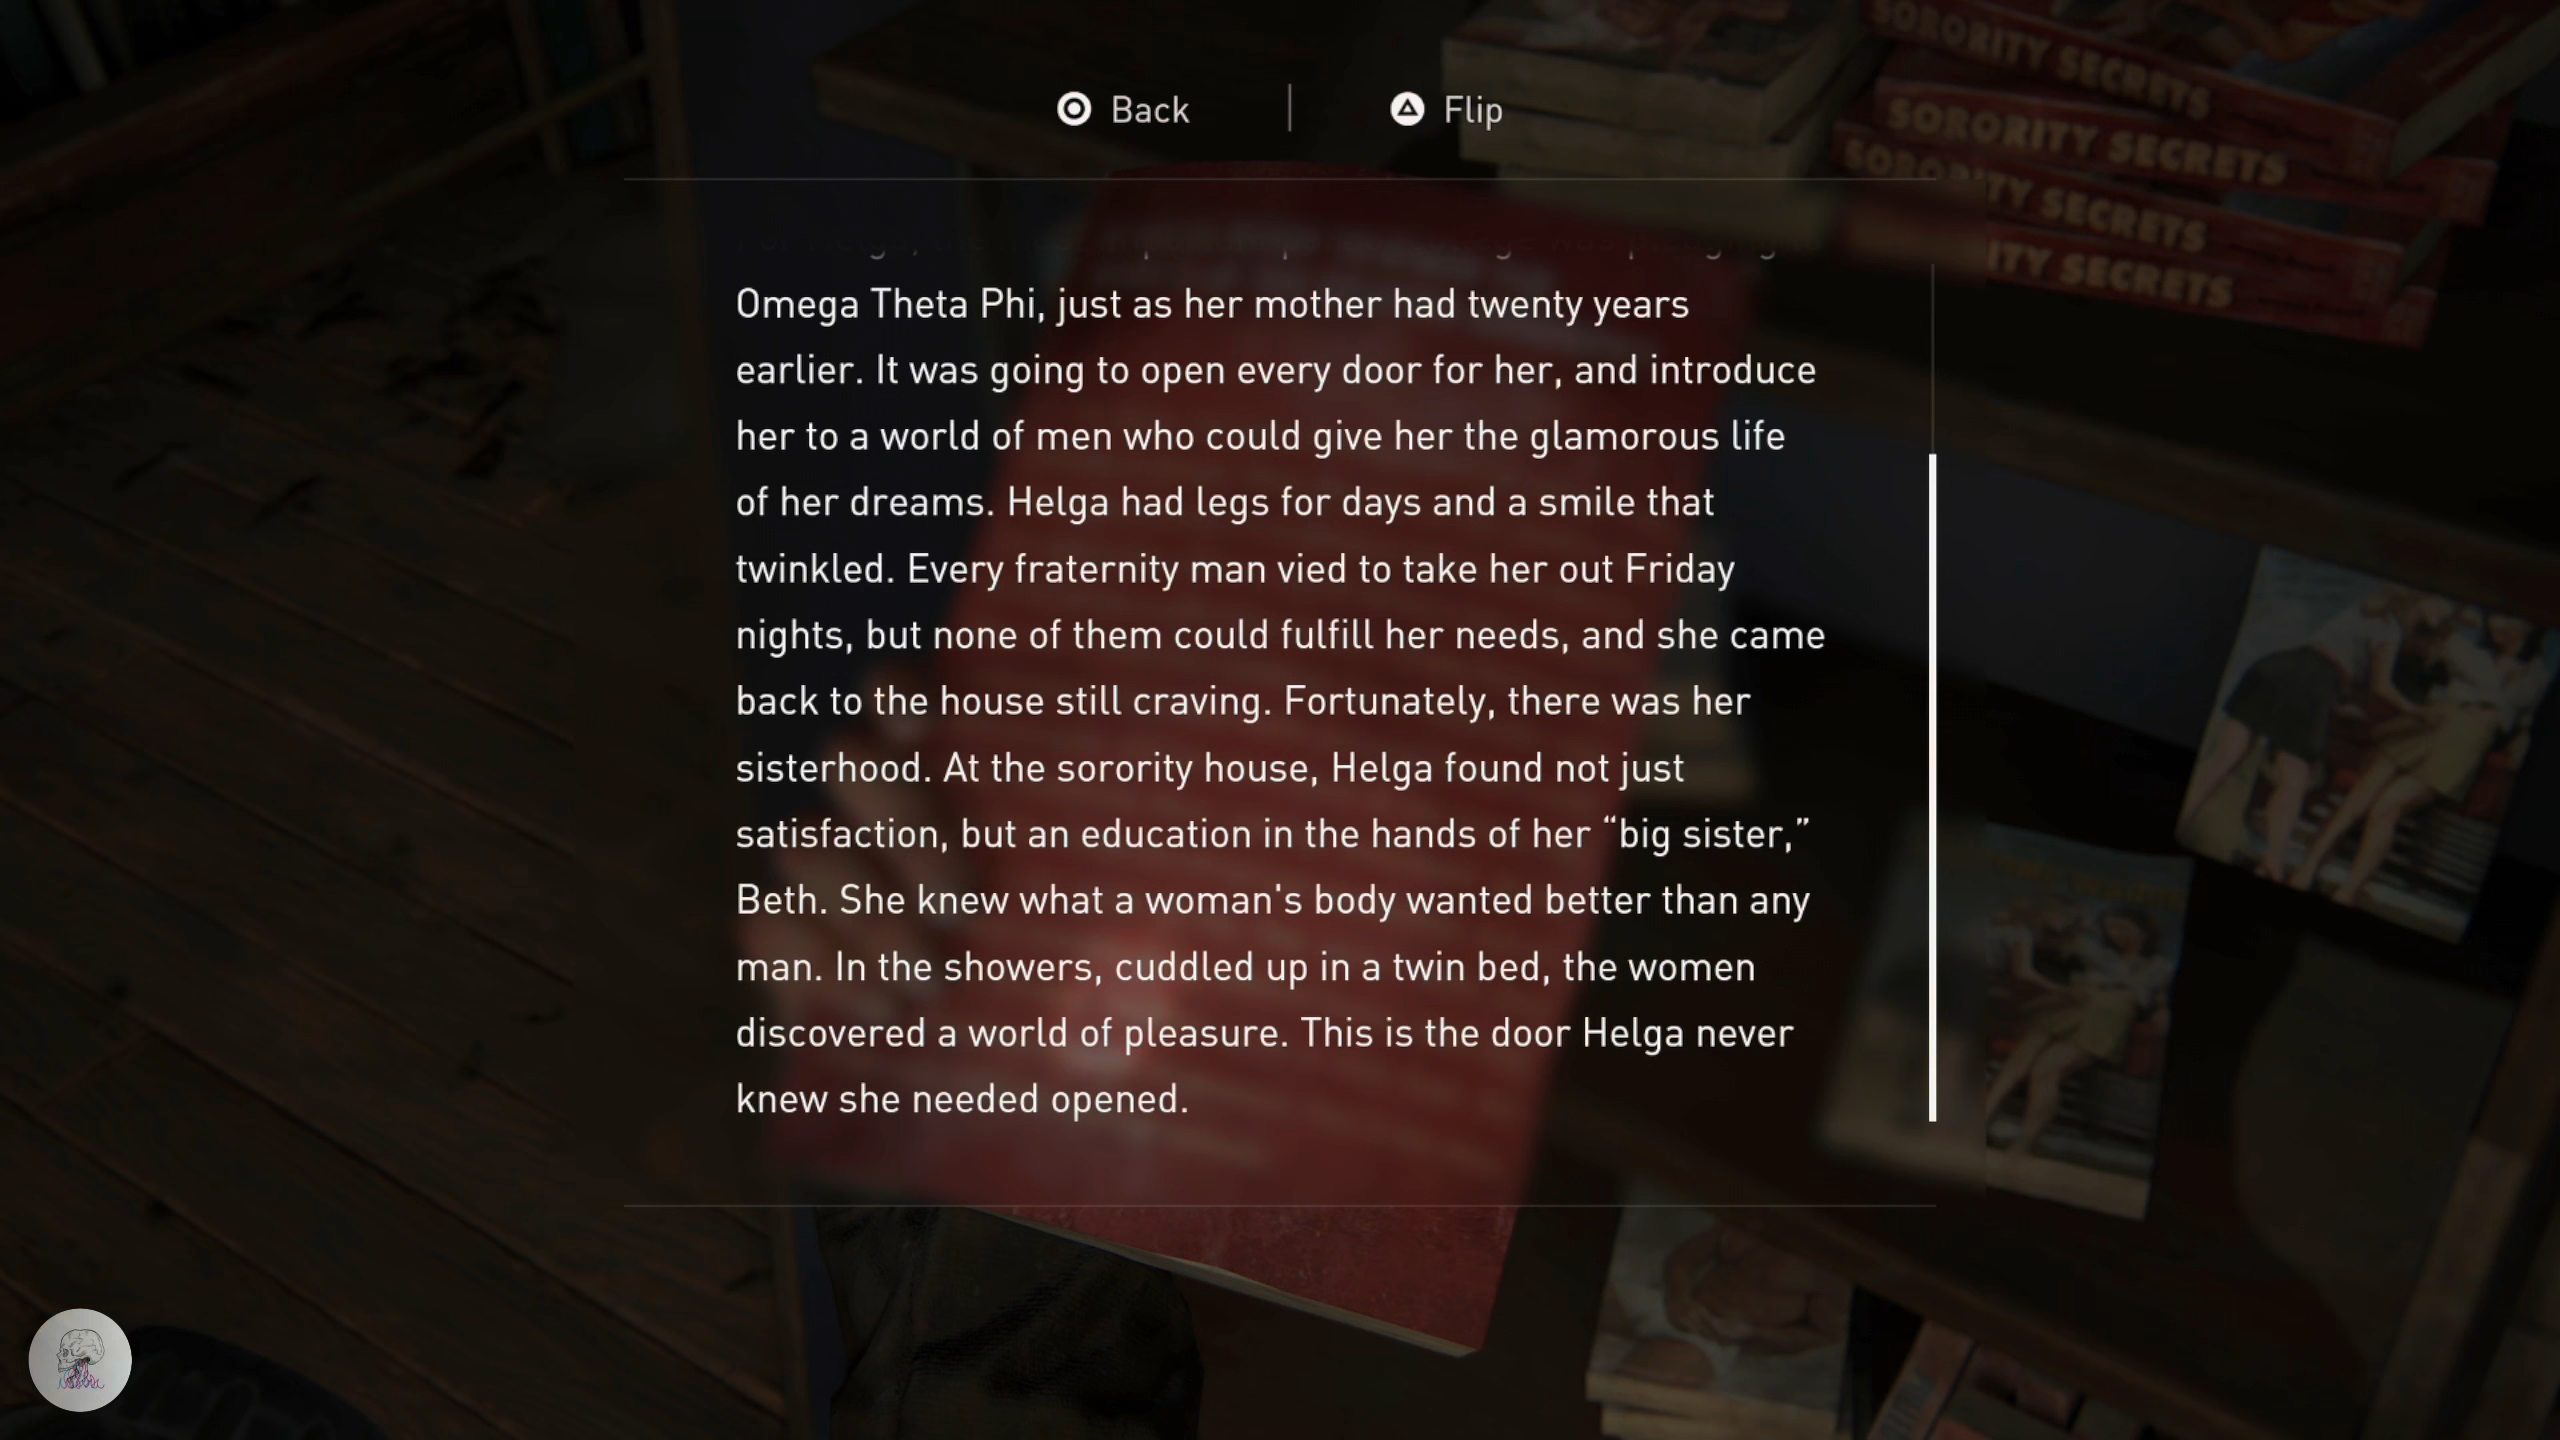 Back
Flip
SORORITY SECRETS
SORORITY SECRETS
SORORITY SECRETS
ITY SECRETS
Omega Theta Phi, just as her mother had twenty years
earlier. It was going to open every door for her, and introduce
her to a world of men who could give her the glamorous life
of her dreams. Helga had legs for days and a smile that
twinkled. Every fraternity man vied to take her out Friday
nights, but none of them could fulfill her needs, and she came
back to the house still craving. Fortunately, there was her
sisterhood. At the sorority house, Helga found not just
satisfaction, but an education in the hands of her “big sister,”
Beth. She knew what a woman's body wanted better than any
man. In the showers, cuddled up in a twin bed, the women
discovered a world of pleasure. This is the door Helga never
knew she needed opened.